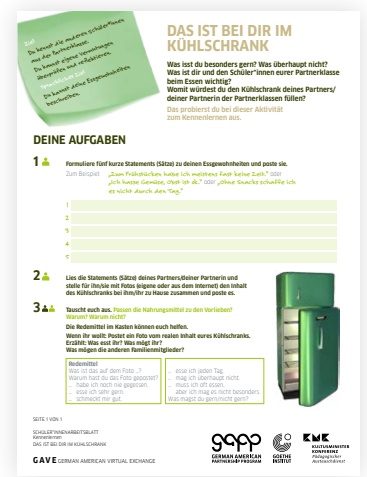 Ziel
Du kennst die anderen Schüler*innen
aus der Partnerklasse.
Du kannst eigene Vermutungen
überprüfen und reflektieren.
Sprachliches Ziel
Du kannst deine Essgewohnheiten
beschreiben.
DAS IST BEI DIR IM
KÜHLSCHRANK
Was isst du besonders gern? Was überhaupt nicht?
Was ist dir und den Schüler*innen eurer Partnerklasse
beim Essen wichtig?
Womit würdest du den Kühlschrank deines Partners/
deiner Partnerin der Partnerklassen füllen?
Das probierst du bei dieser Aktivität
zum Kennenlernen aus.
DEINE AUFGABEN
1 Formuliere fünf kurze Statements (Sätze) zu deinen Essgewohnheiten und poste sie.
Zum Beispiel: „Zum Frühstücken habe ich meistens fast keine Zeit.“ oder
„Ich hasse Gemüse, Obst ist ok.“ oder „Ohne Snacks schaffe ich
es nicht durch den Tag.“
1
2
3
4
5
2 Lies die Statements (Sätze) deines Partners/deiner Partnerin und
stelle für ihn/sie mit Fotos (eigene oder aus dem Internet) den Inhalt
des Kühlschranks bei ihm/ihr zu Hause zusammen und poste es.
3 Tauscht euch aus. Passen die Nahrungsmittel zu den Vorlieben?
Warum? Warum nicht?
Die Redemittel im Kasten können euch helfen.
Wenn ihr wollt: Postet ein Foto vom realen Inhalt eures Kühlschranks.
Erzählt: Was esst ihr? Was mögt ihr?
Was mögen die anderen Familienmitglieder?
Redemittel
Was ist das auf dem Foto ..?
Warum hast du das Foto gepostet?
... habe ich noch nie gegessen
... esse ich sehr gern.
... schmeckt mir gut.
... esse ich jeden Tag,
... mag ich überhaupt nicht.
... muss ich oft essen,
aber ich mag es nicht besonders.
Was magst du gern/nicht gern?
SEITE 1 VON 1
SCHÜLER*INNENARBEITSBLATT
Kennenlernen
DAS IST BEI DIR IM KÜHLSCHRANK
GAVE GERMAN AMERICAN VIRTUAL EXCHANGE
gapp
GERMAN AMERICAN
PARTNERSHIP PROGRAM
GOETHE
INSTITUT
KMK
KULTUSMINISTER
KONFERENZ
Pädagogischer
Austauschdienst